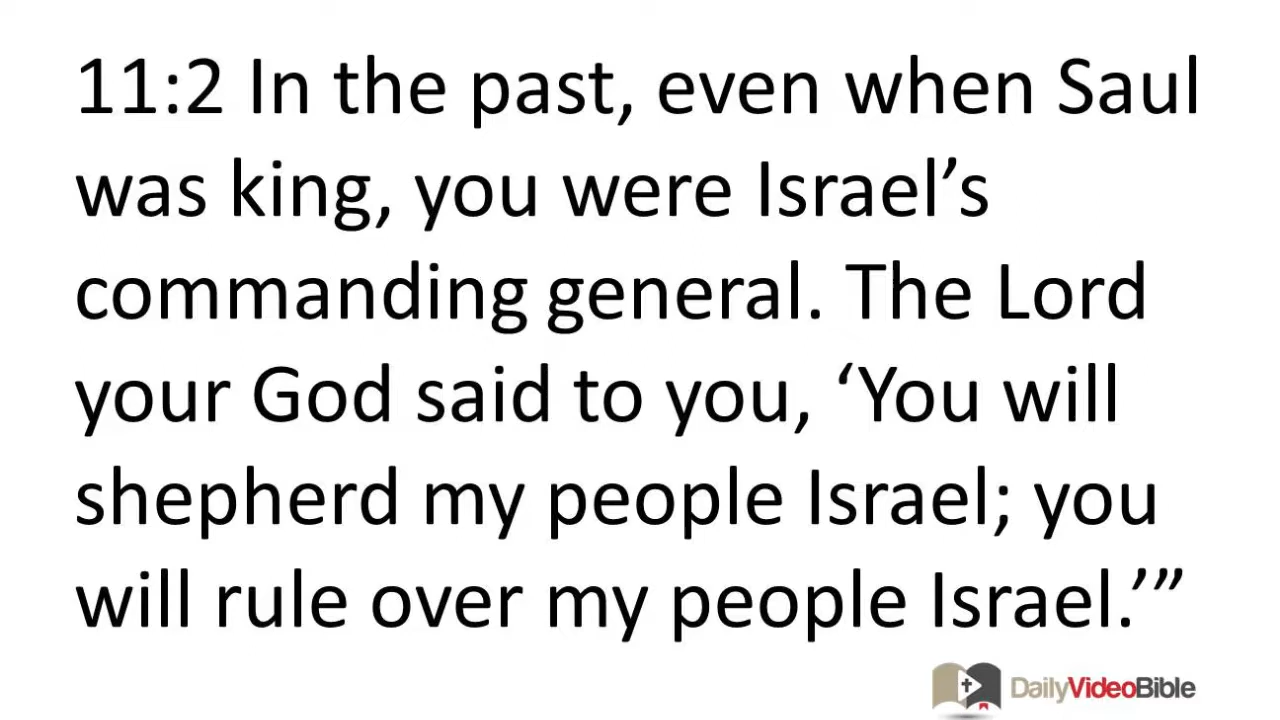 11:2 In the past, even when Saul
was king, you were Israel’s
commanding general. The Lord
your God said to you, ‘You will
shepherd my people Israel; you
will rule over my people Israel.’”
DailyVideoBible